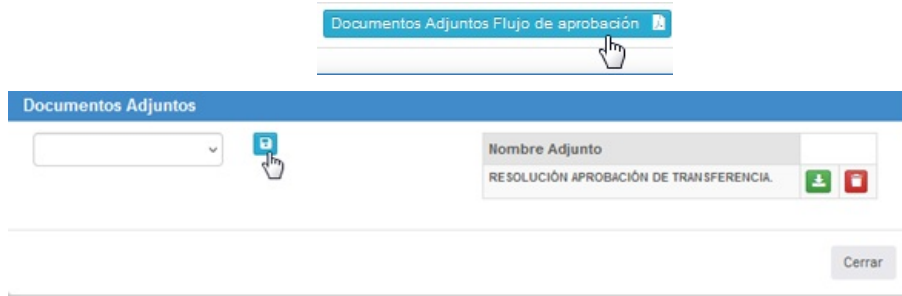 Documentos Adjuntos Flujo de aprobación
Documentos Adjuntos
Nombre Adjunto
RESOLUCIÓN APROBACIÓN DE TRANSFERENCIA.
Cerrar